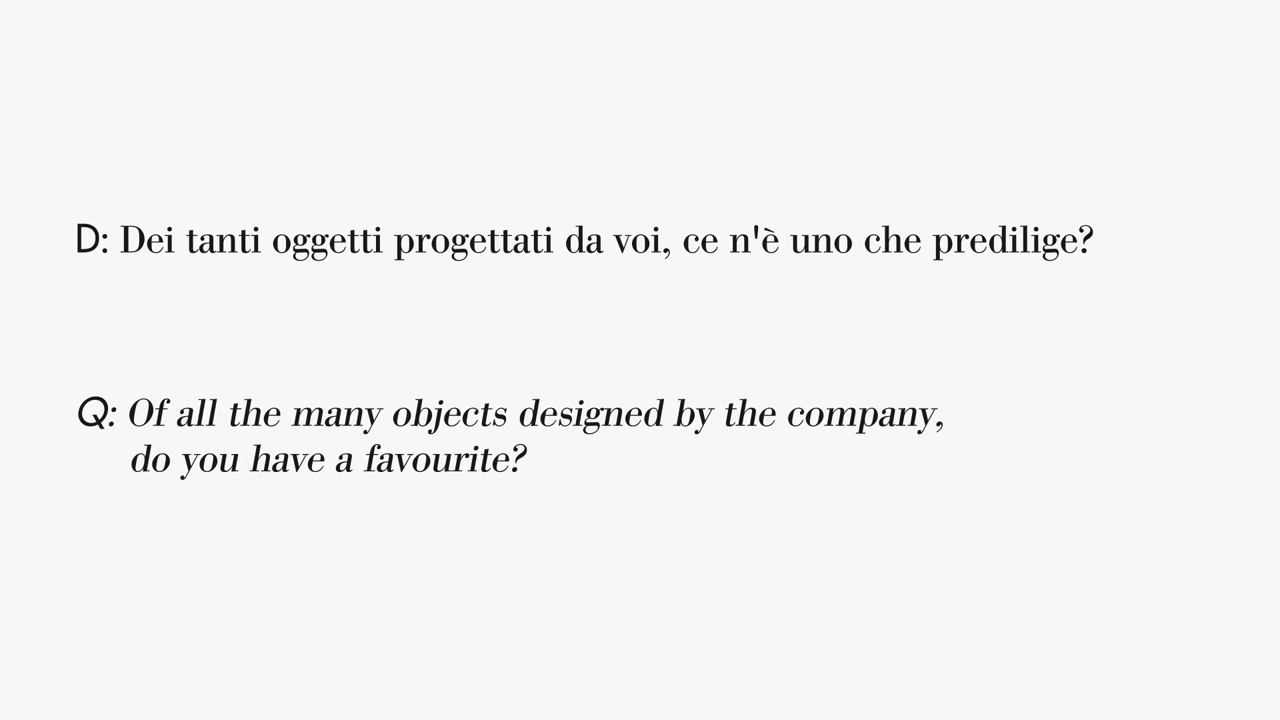 D: Dei tanti oggetti progettati da voi, ce n'è uno che predilige?
Q: Of all the many objects designed by the company,
do you have a favourite?